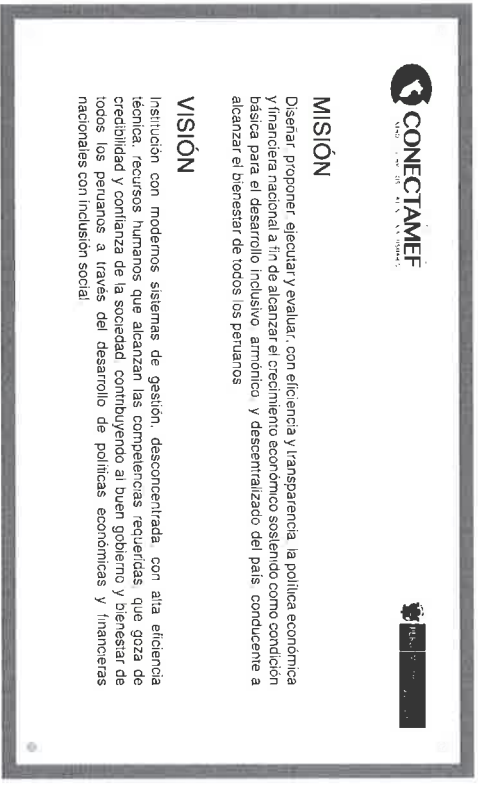 CONECTAMEF
PERÚ
MISIÓN
Diseñar, proponer, ejecutar y evaluar, con eficiencia y transparencia, la política económica
y financiera nacional a fin de alcanzar el crecimiento económico sostenido como condición
básica para el desarrollo inclusivo, armónico, y descentralizado del país, conducente a
alcanzar el bienestar de todos los peruanos
VISIÓN
Institución con modernos sistemas de gestión, desconcentrada, con alta eficiencia
técnica, recursos humanos que alcanzan las competencias requeridas, que goza de
credibilidad y confianza de la sociedad, contribuyendo al buen gobierno y bienestar de
todos los peruanos a través del desarrollo de políticas económicas y financieras
nacionales con inclusión social